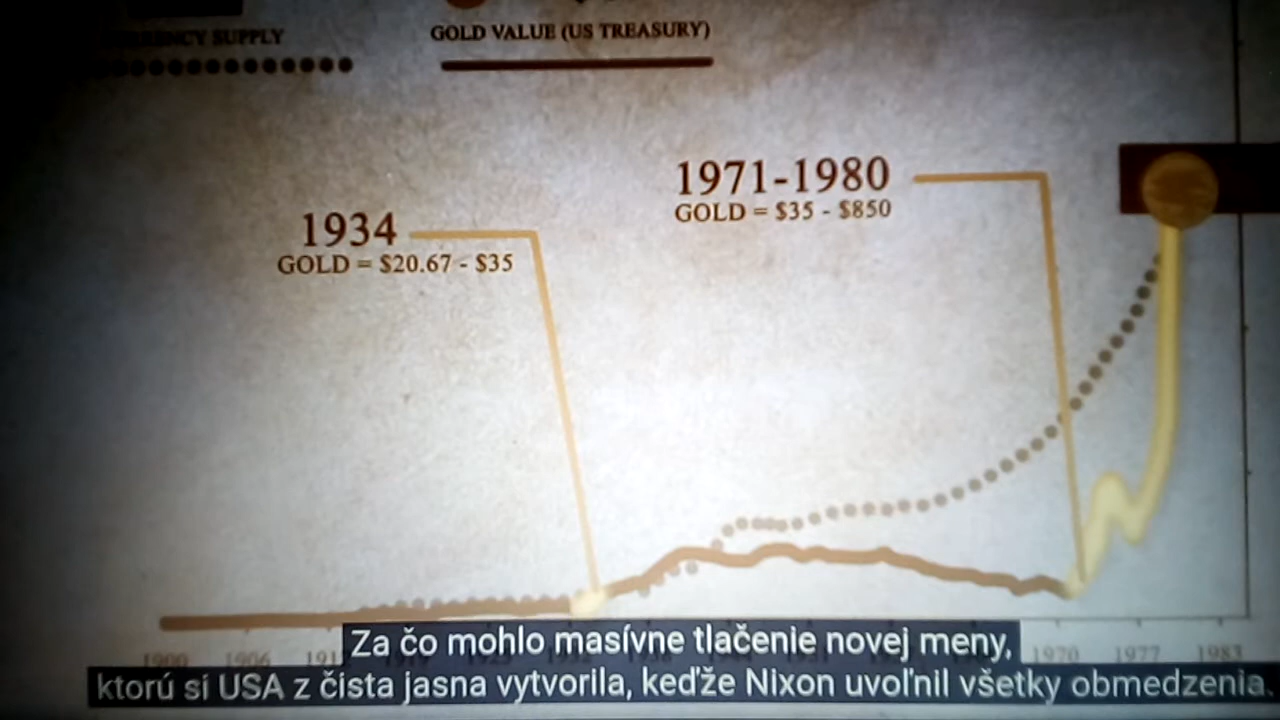 SUPPLY
GOLD VALUE (US TREASURY)
1971-1980
GOLD = $35 - $850
1934
GOLD = $20.67 - $35
1900 1906 1970 1977 1983
Za čo mohlo masívne tlačenie novej meny,
ktorú si USA z čista jasna vytvorila, keďže Nixon uvoľnil všetky obmedzenia.